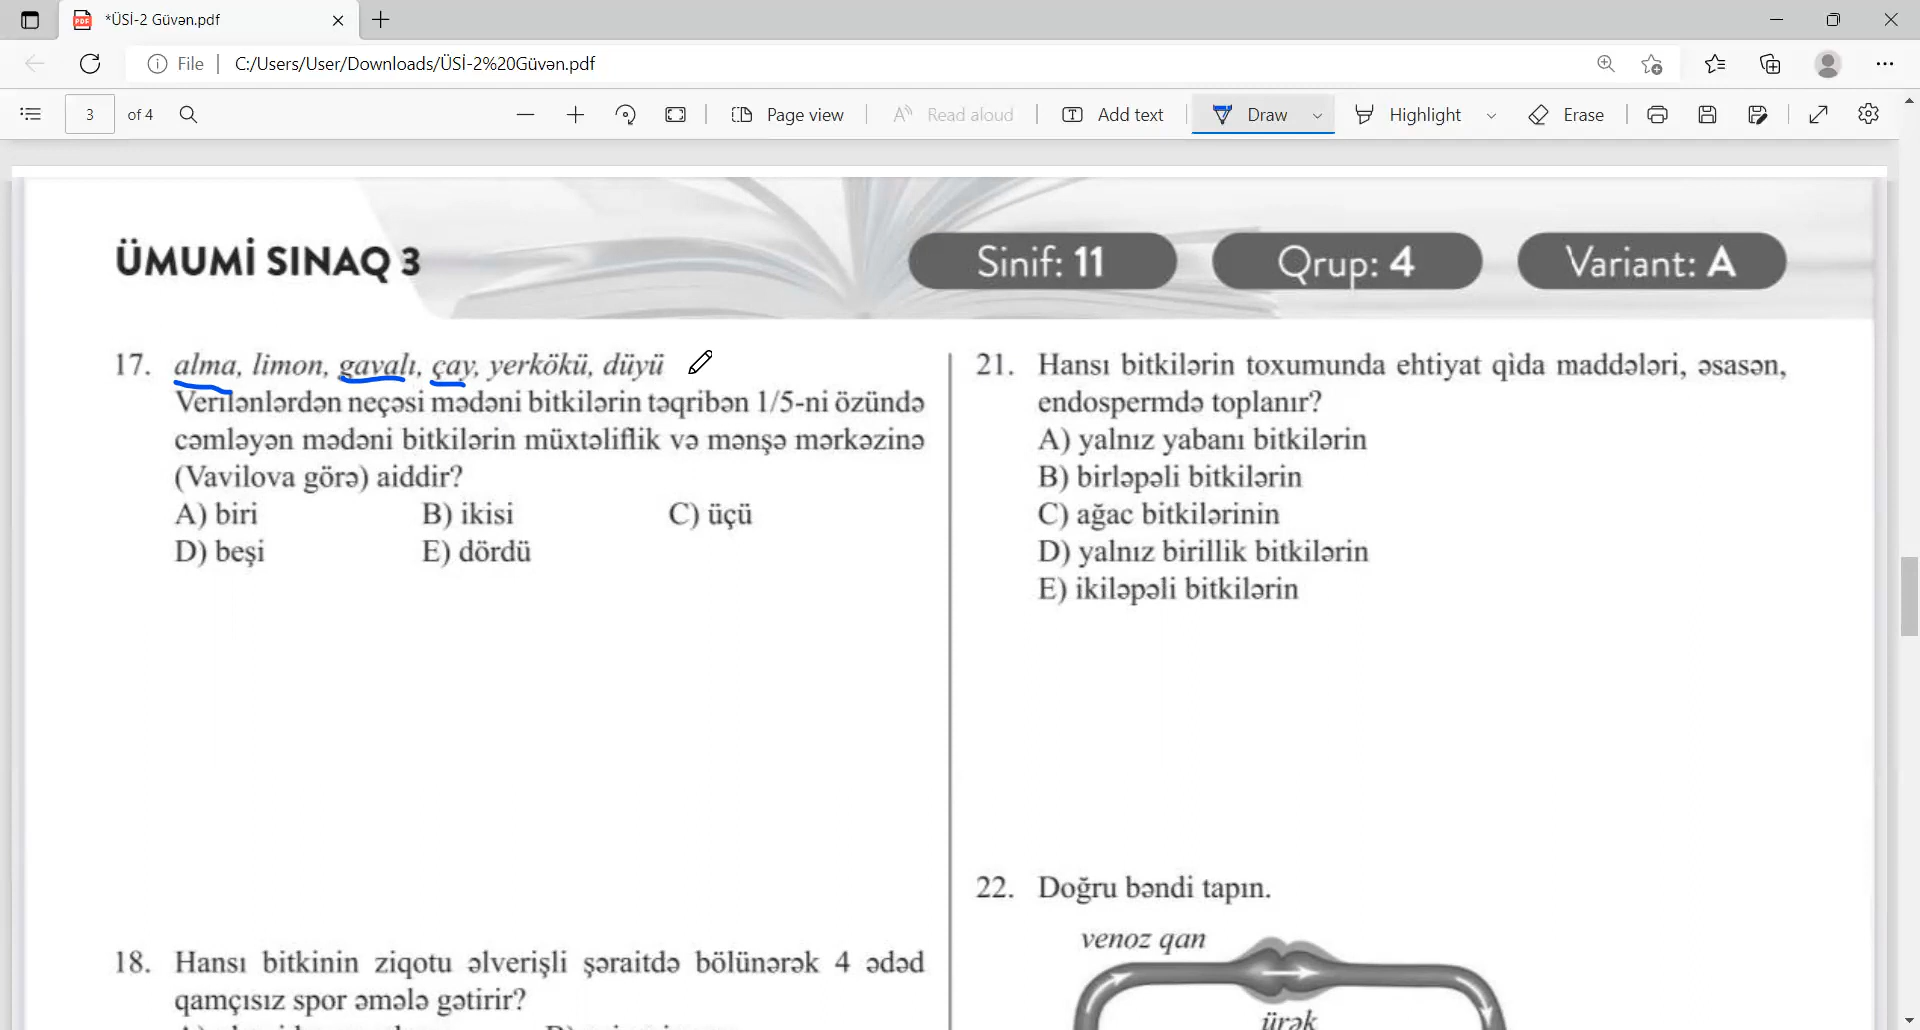 *ÜSİ-2 Güvən.pdf
File
C:/Users/User/Downloads/ÜSİ-2%20Güvən.pdf
3 of 4
Page view
Read aloud
Add text
Draw
Highlight
Erase
ÜMUMİ SINAQ 3
Sinif: 11
Qrup: 4
Variant: A
17. alma, limon, gavalı, çay, yerkökü, düyü
Verilənlərdən neçəsi mədəni bitkilərin təqribən 1/5-ni özündə
cəmləyən mədəni bitkilərin müxtəliflik və mənşə mərkəzinə
(Vavilova görə) aiddir?
A) biri B) ikisi C) üçü
D) beşi E) dördü
18. Hansı bitkinin ziqotu əlverişli şəraitdə bölünərək 4 ədəd
qamçısız spor əmələ gətirir?
21. Hansı bitkilərin toxumunda ehtiyat qida maddələri, əsasən,
endospermdə toplanır?
A) yalnız yabanı bitkilərin
B) birləpəli bitkilərin
C) ağac bitkilərinin
D) yalnız birillik bitkilərin
E) ikiləpəli bitkilərin
22. Doğru bəndi tapın.
venoz qan
ürək